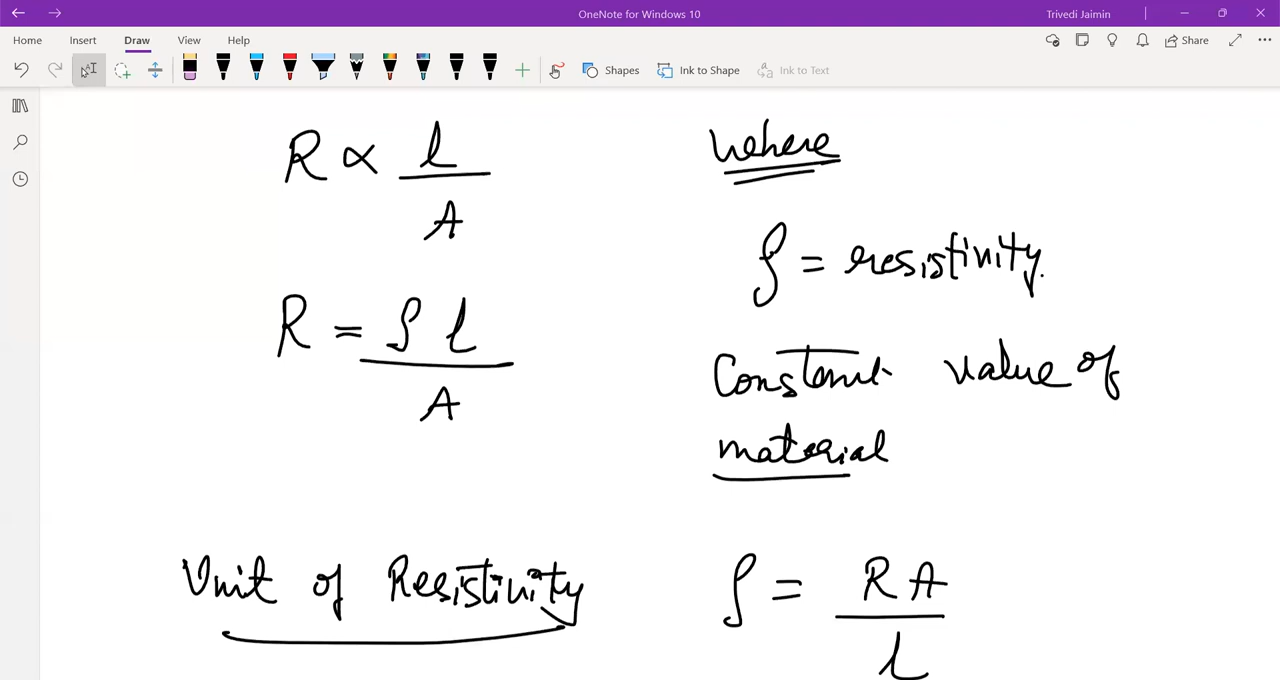 OneNote for Windows 10
Trivedi Jaimin
Home Insert Draw View Help
Share
Shapes Ink to Shape Ink to Text
R ∝ l
A
where
ρ = resistivity.
R = ρ l
A
Constant value of
material
Unit of Resistivity
ρ = R A
l